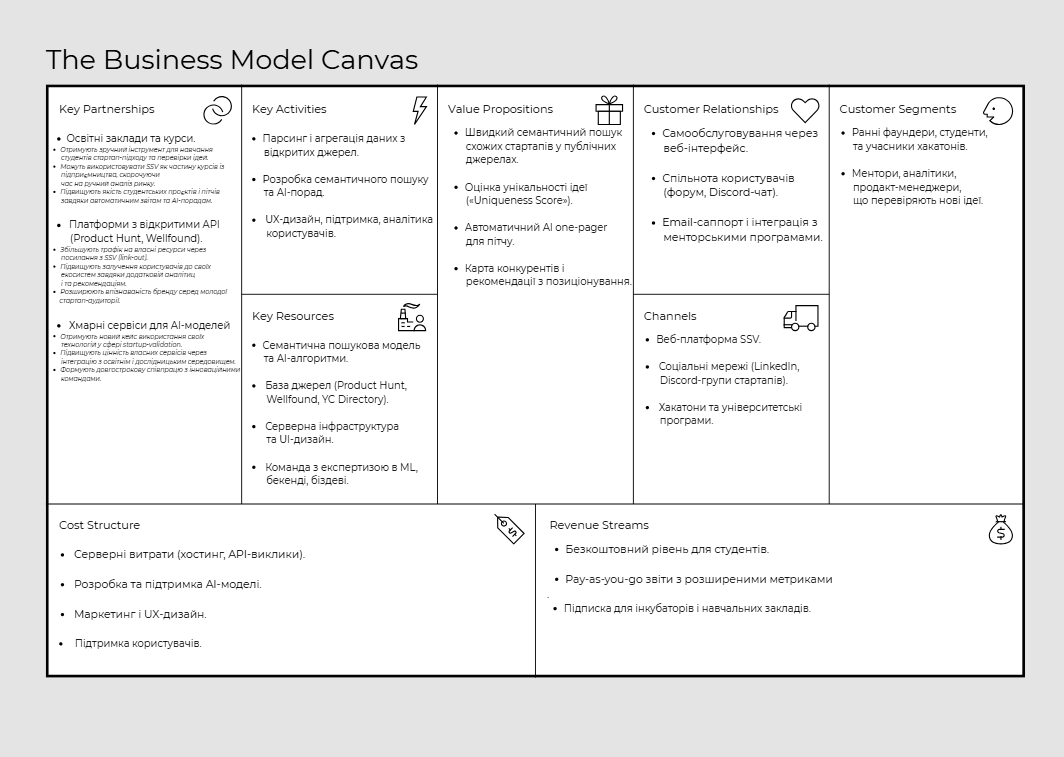 The Business Model Canvas
Key Partnerships
• Освітні заклади та курси.
• Отримують зручний інструмент для навчання
студентів стартап-підходу та перевірки ідей.
• Можуть використовувати SSV як частину курсів із
підприємництва, скорочуючи
час на ручний аналіз ринку.
• Підвищують якість студентських проєктів і пітчів
завдяки автоматичним звітам та AI-порадам.
• Платформи з відкритими API
(Product Hunt, Wellfound).
• Збільшують трафік на власні ресурси через
посилання з SSV (link-out).
• Підвищують залучення користувачів до своїх
екосистем завдяки додатковій аналітиці
і та рекомендаціям.
• Розширюють впізнаваність бренду серед молодої
стартап-аудиторії.
• Хмарні сервіси для AI-моделей
• Отримують новий кейс використання своїх
технологій у сфері startup-validation.
• Підвищують цінність власних сервісів через
інтеграцію з освітнім і дослідницьким середовищем.
• Формують довгострокову співпрацю з інноваційними
командами.
Key Activities
• Парсинг і агрегація даних з
відкритих джерел.
• Розробка семантичного пошуку
та AI-порад.
• UX-дизайн, підтримка, аналітика
користувачів.
Key Resources
• Семантична пошукова модель
та AI-алгоритми.
• База джерел (Product Hunt,
Wellfound, YC Directory).
• Серверна інфраструктура
та UI-дизайн.
• Команда з експертизою в ML,
бекенді, біздеві.
Value Propositions
• Швидкий семантичний пошук
схожих стартапів у публічних
джерелах.
• Оцінка унікальності ідеї
(«Uniqueness Score»).
• Автоматичний AI one-pager
для пітчу.
• Карта конкурентів і
рекомендації з позиціонування.
Customer Relationships
• Самообслуговування через
веб-інтерфейс.
• Спільнота користувачів
(форум, Discord-чат).
• Email-саппорт і інтеграція з
менторськими програмами.
Channels
• Веб-платформа SSV.
• Соціальні мережі (LinkedIn,
Discord-групи стартапів).
• Хакатони та університетські
програми.
Customer Segments
• Ранні фаундери, студенти,
та учасники хакатонів.
• Ментори, аналітики,
продакт-менеджери,
що перевіряють нові ідеї.
Cost Structure
• Серверні витрати (хостинг, API-виклики).
• Розробка та підтримка AI-моделі.
• Маркетинг і UX-дизайн.
• Підтримка користувачів.
Revenue Streams
• Безкоштовний рівень для студентів.
• Pay-as-you-go звіти з розширеними метриками
.
• Підписка для інкубаторів і навчальних закладів.